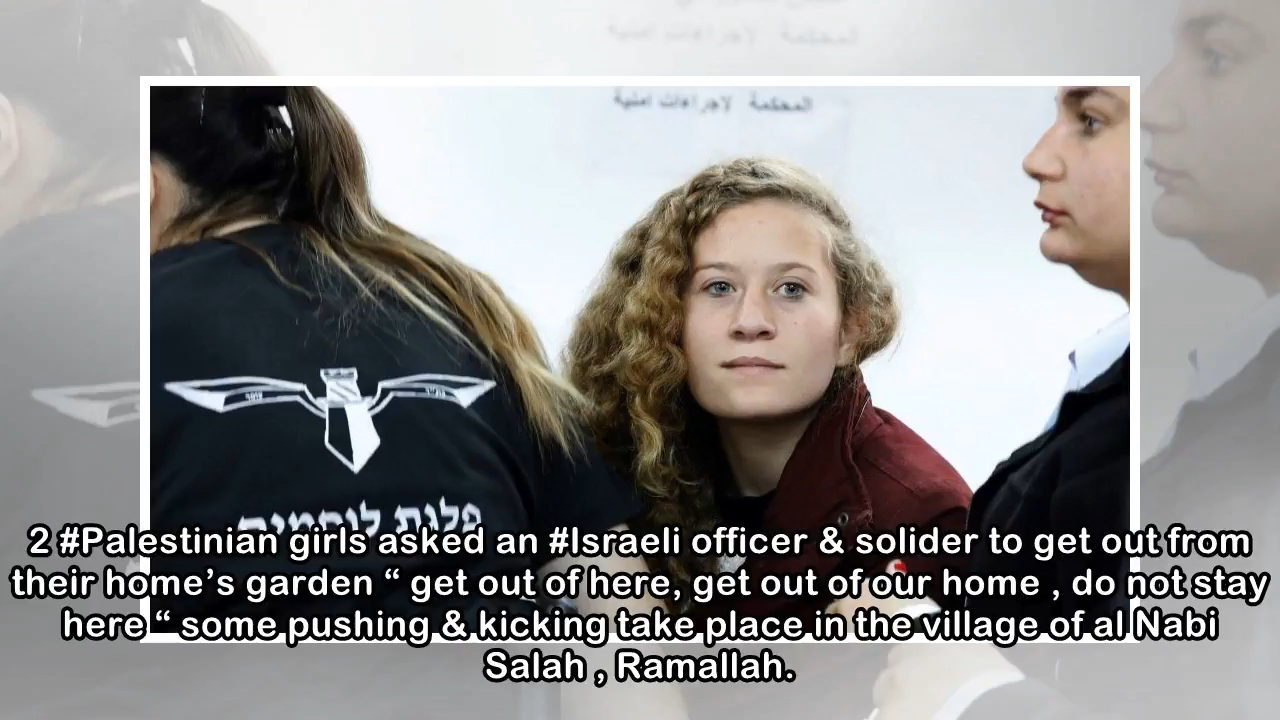 المحكمة لإجراءات امنية
2 #Palestinian girls asked an #Israeli officer & solider to get out from
their home’s garden “ get out of here, get out of our home , do not stay
here “ some pushing & kicking take place in the village of al Nabi
Salah , Ramallah.